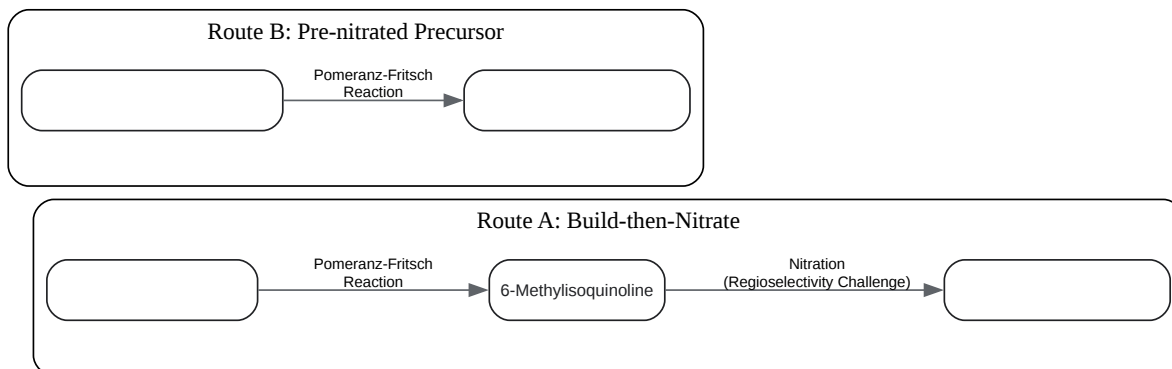 Route B: Pre-nitrated Precursor
Pomeranz-Fritsch
Reaction
Route A: Build-then-Nitrate
Pomeranz-Fritsch
Reaction
6-Methylisoquinoline
Nitration
(Regioselectivity Challenge)